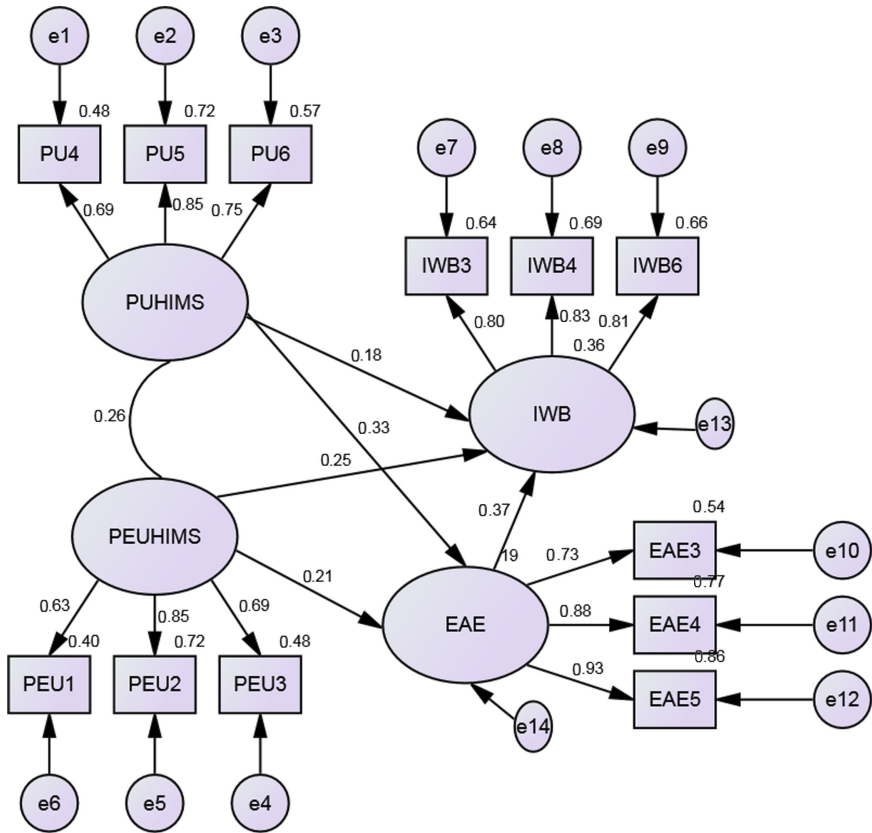 e1 e2 e3
0.48 0.72 0.57
PU4 PU5 PU6
0.69 0.85 0.75
PUHIMS
e7 e8 e9
0.64 0.69 0.66
IWB3 IWB4 IWB6
0.80 0.83 0.81
0.36
IWB
e13
0.18
0.33
0.26
0.25
0.37
PEUHIMS
0.21
19
EAE
0.63 0.85 0.69
0.40 0.72 0.48
PEU1 PEU2 PEU3
e6 e5 e4
0.54
0.73 EAE3 e10
0.77
0.88 EAE4 e11
0.86
0.93 EAE5 e12
e14